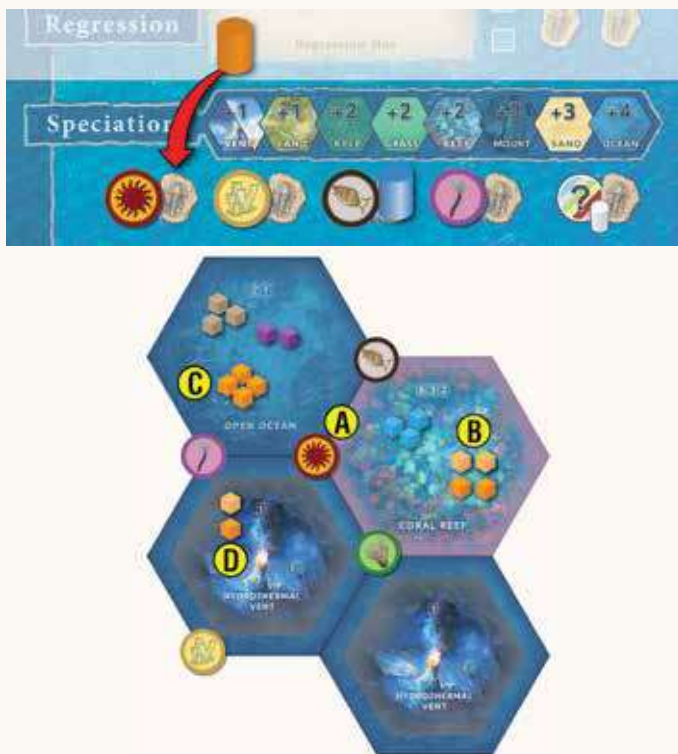 Regression
Regression Box
Speciation
+1 +1 +2 +2 +2 +3 +4
VENT LAND KELP GRASS REEF MOUNT SAND OCEAN
?
C
OPEN OCEAN
A
B
CORAL REEF
D
HYDROTHERMAL
VENT
HYDROTHERMAL
VENT